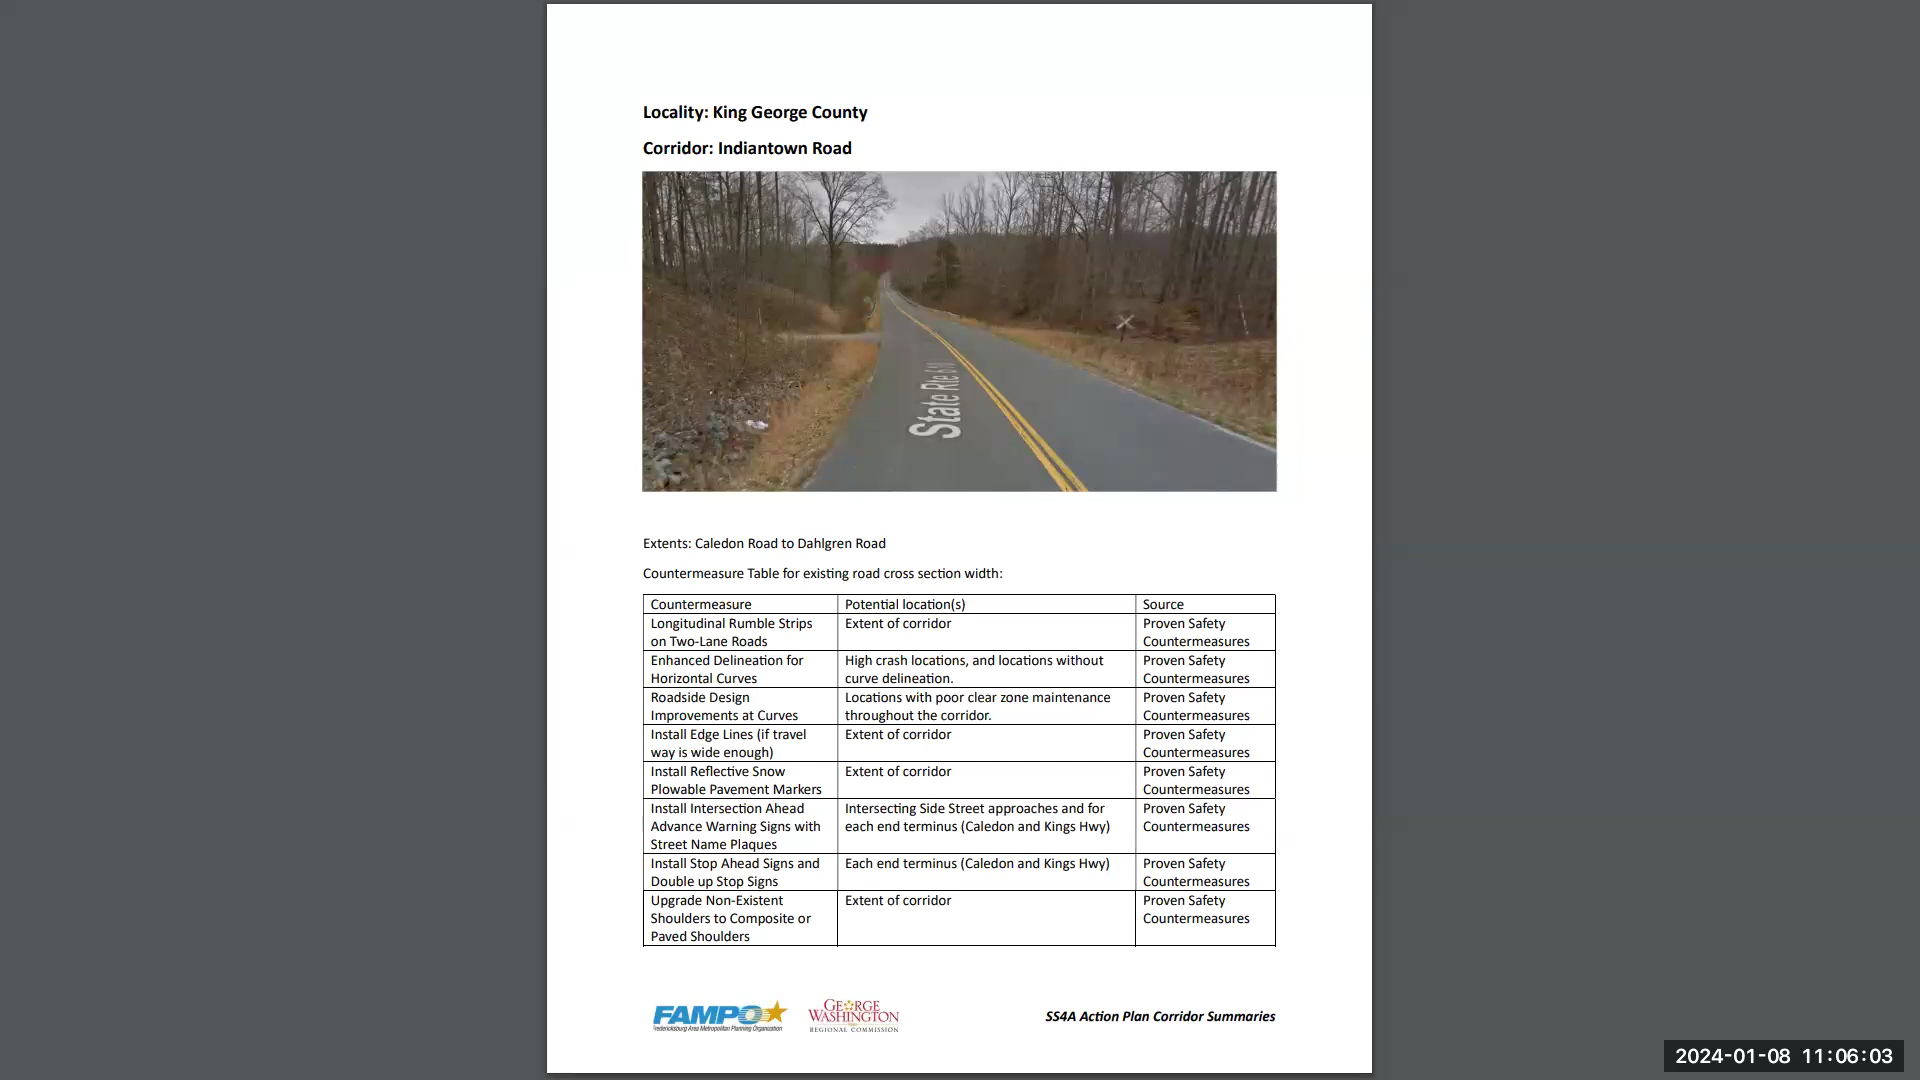 Locality: King George County
Corridor: Indiantown Road
State Rte 610
Extents: Caledon Road to Dahlgren Road
Countermeasure Table for existing road cross section width:
Countermeasure Potential location(s) Source
Longitudinal Rumble Strips Extent of corridor Proven Safety
on Two-Lane Roads Countermeasures
Enhanced Delineation for High crash locations, and locations without Proven Safety
Horizontal Curves curve delineation. Countermeasures
Roadside Design Locations with poor clear zone maintenance Proven Safety
Improvements at Curves throughout the corridor. Countermeasures
Install Edge Lines (if travel Extent of corridor Proven Safety
way is wide enough) Countermeasures
Install Reflective Snow Extent of corridor Proven Safety
Plowable Pavement Markers Countermeasures
Install Intersection Ahead Intersecting Side Street approaches and for Proven Safety
Advance Warning Signs with each end terminus (Caledon and Kings Hwy) Countermeasures
Street Name Plaques
Install Stop Ahead Signs and Each end terminus (Caledon and Kings Hwy) Proven Safety
Double up Stop Signs Countermeasures
Upgrade Non-Existent Extent of corridor Proven Safety
Shoulders to Composite or Countermeasures
Paved Shoulders
FAMPO
Fredericksburg Area Metropolitan Planning Organization
GEORGE
WASHINGTON
REGIONAL COMMISSION
SS4A Action Plan Corridor Summaries
2024-01-08 11:06:03